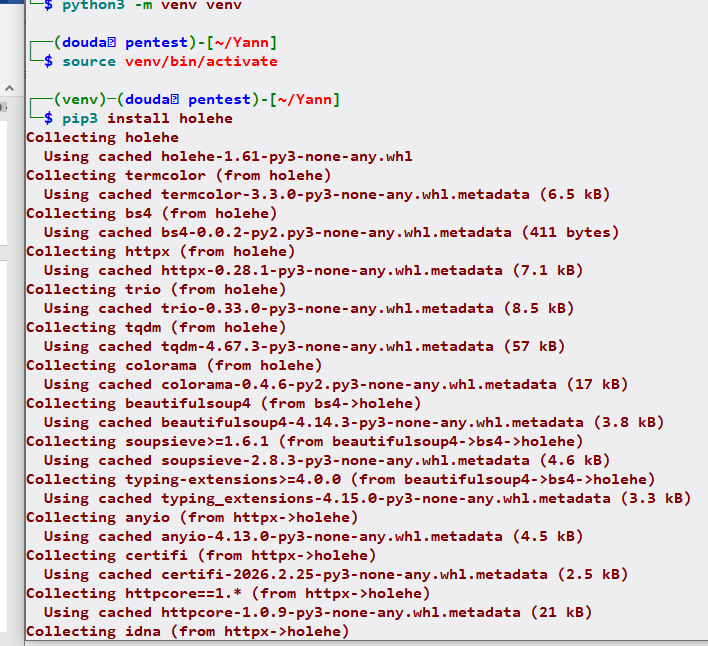 └─$ python3 -m venv venv
┌──(douda㉿ pentest)-[~/Yann]
└─$ source venv/bin/activate
┌──(venv)─(douda㉿ pentest)-[~/Yann]
└─$ pip3 install holehe
Collecting holehe
  Using cached holehe-1.61-py3-none-any.whl
Collecting termcolor (from holehe)
  Using cached termcolor-3.3.0-py3-none-any.whl.metadata (6.5 kB)
Collecting bs4 (from holehe)
  Using cached bs4-0.0.2-py2.py3-none-any.whl.metadata (411 bytes)
Collecting httpx (from holehe)
  Using cached httpx-0.28.1-py3-none-any.whl.metadata (7.1 kB)
Collecting trio (from holehe)
  Using cached trio-0.33.0-py3-none-any.whl.metadata (8.5 kB)
Collecting tqdm (from holehe)
  Using cached tqdm-4.67.3-py3-none-any.whl.metadata (57 kB)
Collecting colorama (from holehe)
  Using cached colorama-0.4.6-py2.py3-none-any.whl.metadata (17 kB)
Collecting beautifulsoup4 (from bs4->holehe)
  Using cached beautifulsoup4-4.14.3-py3-none-any.whl.metadata (3.8 kB)
Collecting soupsieve>=1.6.1 (from beautifulsoup4->bs4->holehe)
  Using cached soupsieve-2.8.3-py3-none-any.whl.metadata (4.6 kB)
Collecting typing-extensions>=4.0.0 (from beautifulsoup4->bs4->holehe)
  Using cached typing_extensions-4.15.0-py3-none-any.whl.metadata (3.3 kB)
Collecting anyio (from httpx->holehe)
  Using cached anyio-4.13.0-py3-none-any.whl.metadata (4.5 kB)
Collecting certifi (from httpx->holehe)
  Using cached certifi-2026.2.25-py3-none-any.whl.metadata (2.5 kB)
Collecting httpcore==1.* (from httpx->holehe)
  Using cached httpcore-1.0.9-py3-none-any.whl.metadata (21 kB)
Collecting idna (from httpx->holehe)